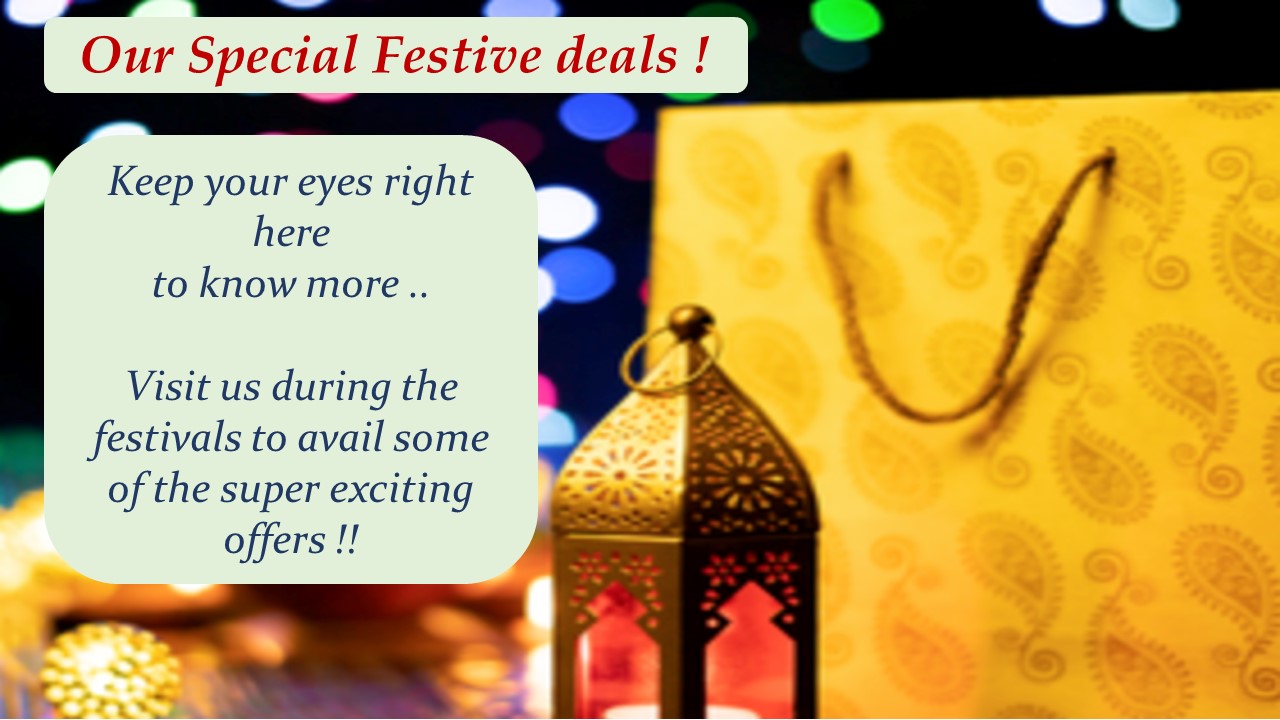 Our Special Festive deals !
Keep your eyes right
here
to know more ..
Visit us during the
festivals to avail some
of the super exciting
offers !!